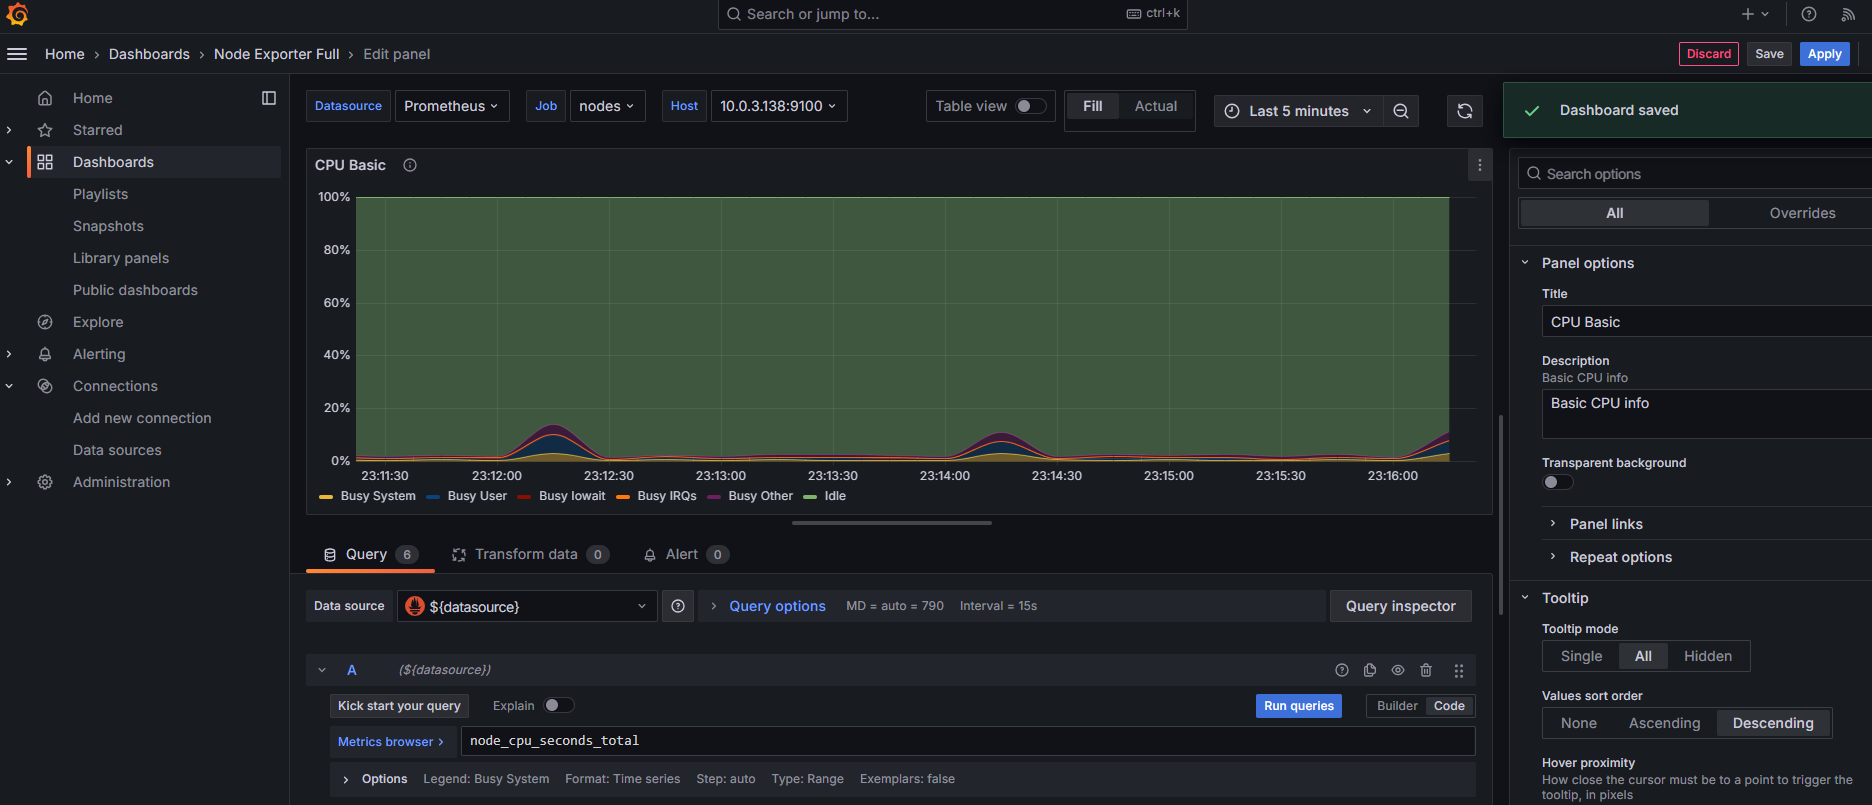 Search or jump to...
ctrl+k
Home › Dashboards › Node Exporter Full › Edit panel
Discard
Save
Apply
Home
Starred
Dashboards
Playlists
Snapshots
Library panels
Public dashboards
Explore
Alerting
Connections
Add new connection
Data sources
Administration
Datasource
Prometheus
Job
nodes
Host
10.0.3.138:9100
Table view
Fill
Actual
Last 5 minutes
Dashboard saved
CPU Basic
100%
80%
60%
40%
20%
0%
23:11:30 23:12:00 23:12:30 23:13:00 23:13:30 23:14:00 23:14:30 23:15:00 23:15:30 23:16:00
Busy System Busy User Busy Iowait Busy IRQs Busy Other Idle
Query 6
Transform data 0
Alert 0
Data source
${datasource}
Query options
MD = auto = 790
Interval = 15s
Query inspector
A
(${datasource})
Kick start your query
Explain
Run queries
Builder
Code
Metrics browser >
node_cpu_seconds_total
Options
Legend: Busy System
Format: Time series
Step: auto
Type: Range
Exemplars: false
Search options
All
Overrides
Panel options
Title
CPU Basic
Description
Basic CPU info
Basic CPU info
Transparent background
Panel links
Repeat options
Tooltip
Tooltip mode
Single
All
Hidden
Values sort order
None
Ascending
Descending
Hover proximity
How close the cursor must be to a point to trigger the
tooltip, in pixels